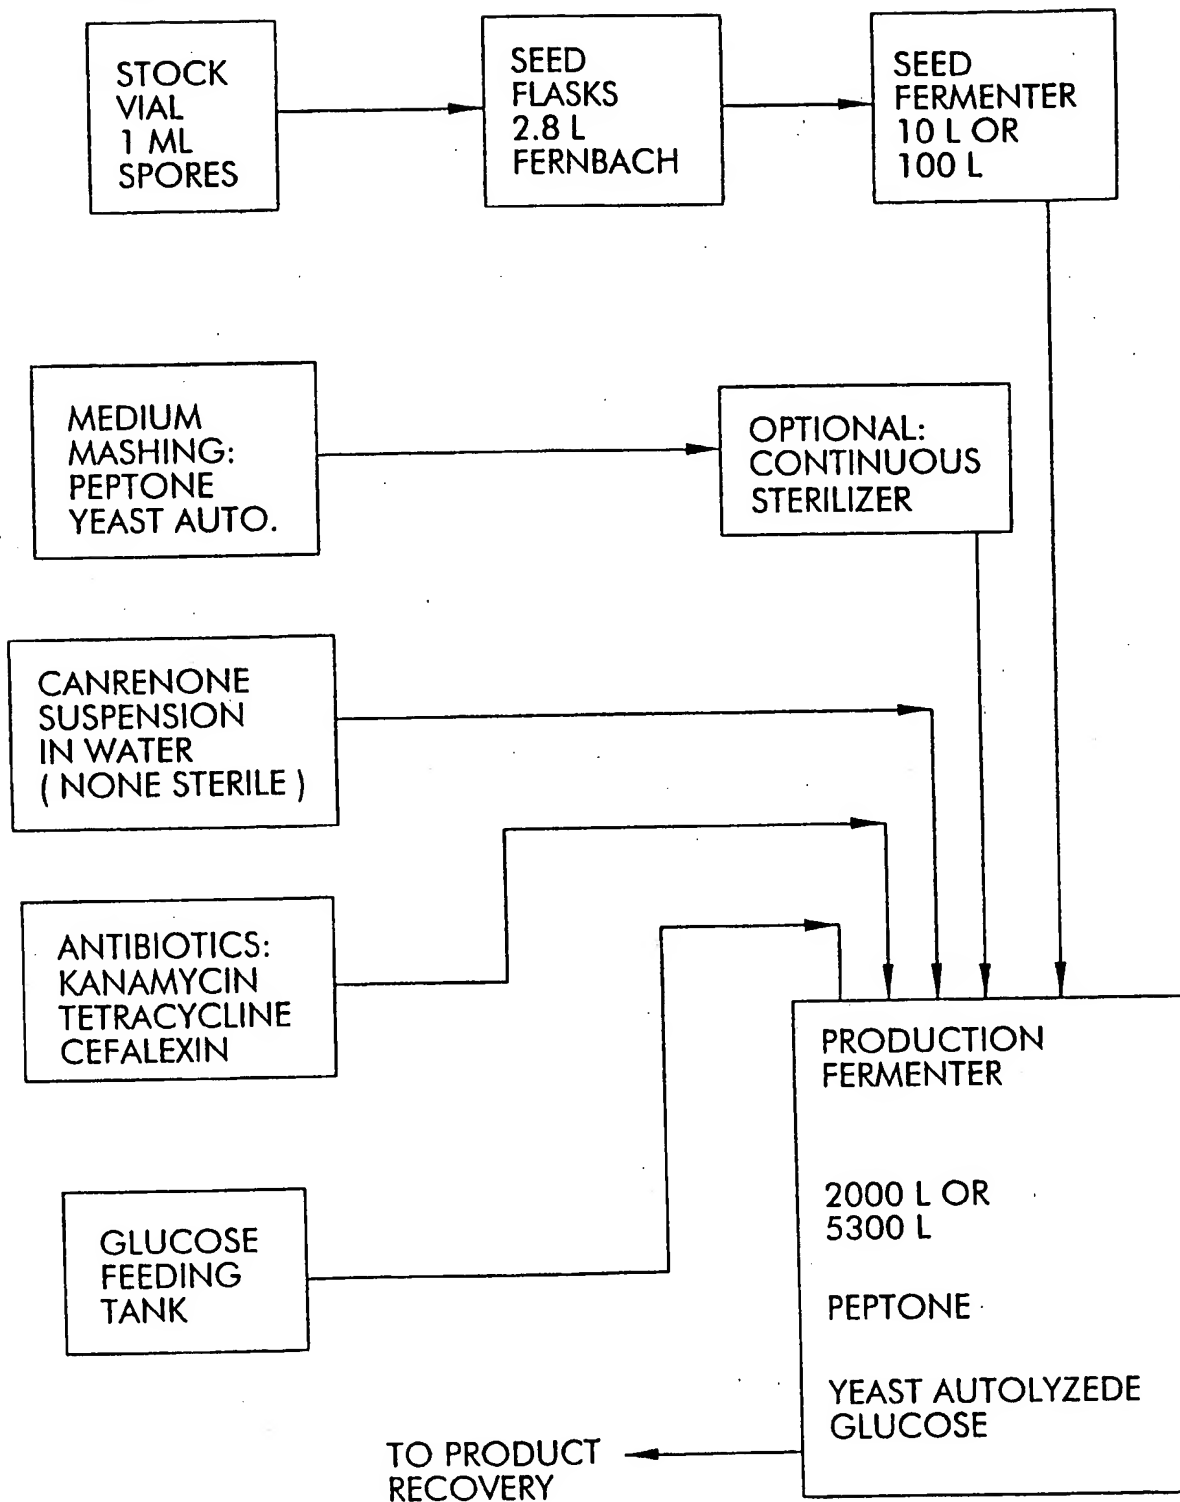 STOCK
VIAL
1 ML
SPORES
SEED
FLASKS
2.8 L
FERNBACH
SEED
FERMENTER
10 L OR
100 L
MEDIUM
MASHING:
PEPTONE
YEAST AUTO.
OPTIONAL:
CONTINUOUS
STERILIZER
CANRENONE
SUSPENSION
IN WATER
( NONE STERILE )
ANTIBIOTICS:
KANAMYCIN
TETRACYCLINE
CEFALEXIN
GLUCOSE
FEEDING
TANK
PRODUCTION
FERMENTER
2000 L OR
5300 L
PEPTONE
YEAST AUTOLYZEDE
GLUCOSE
TO PRODUCT
RECOVERY